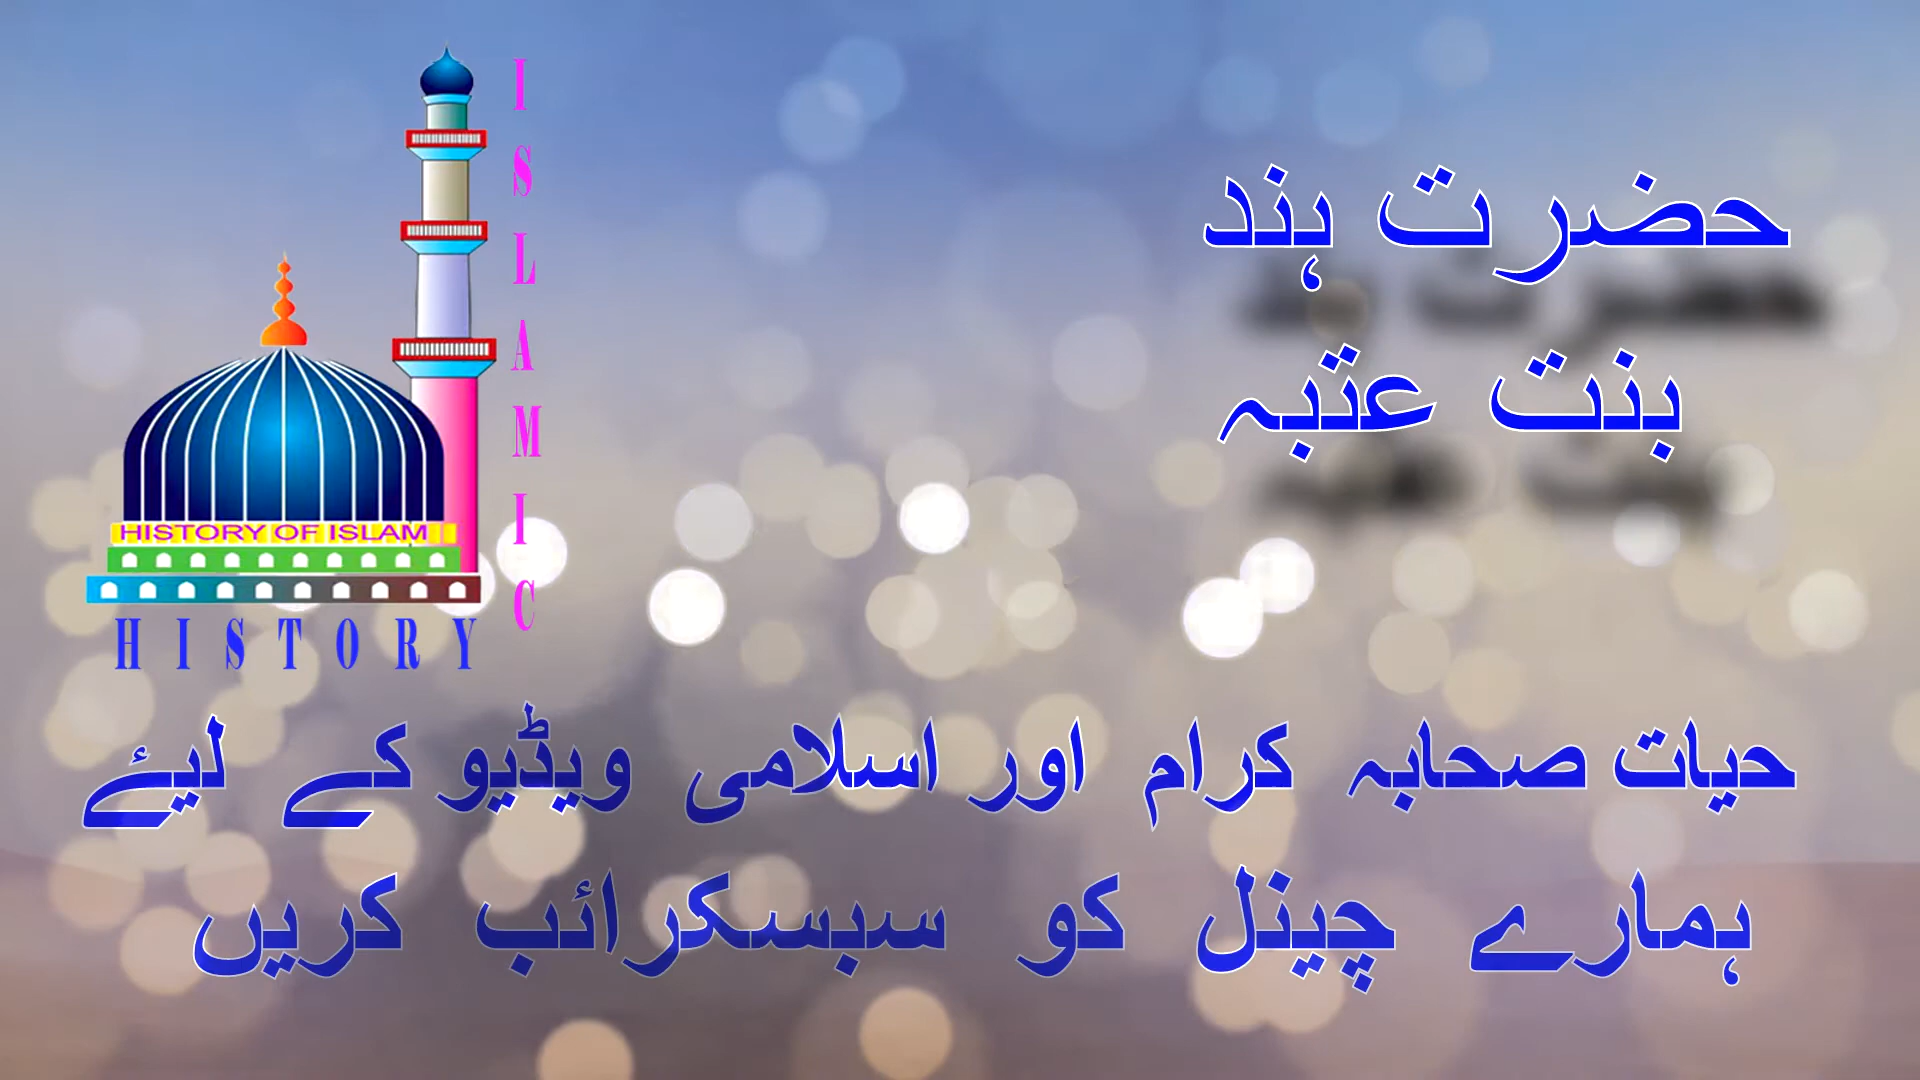 ISLAMIC
حضرت ہند
بنت عتبہ
HISTORY OF ISLAM
HISTORY
حیات صحابہ کرام اور اسلامی ویڈیو کے لیئے
ہمارے چینل کو سبسکرائب کریں